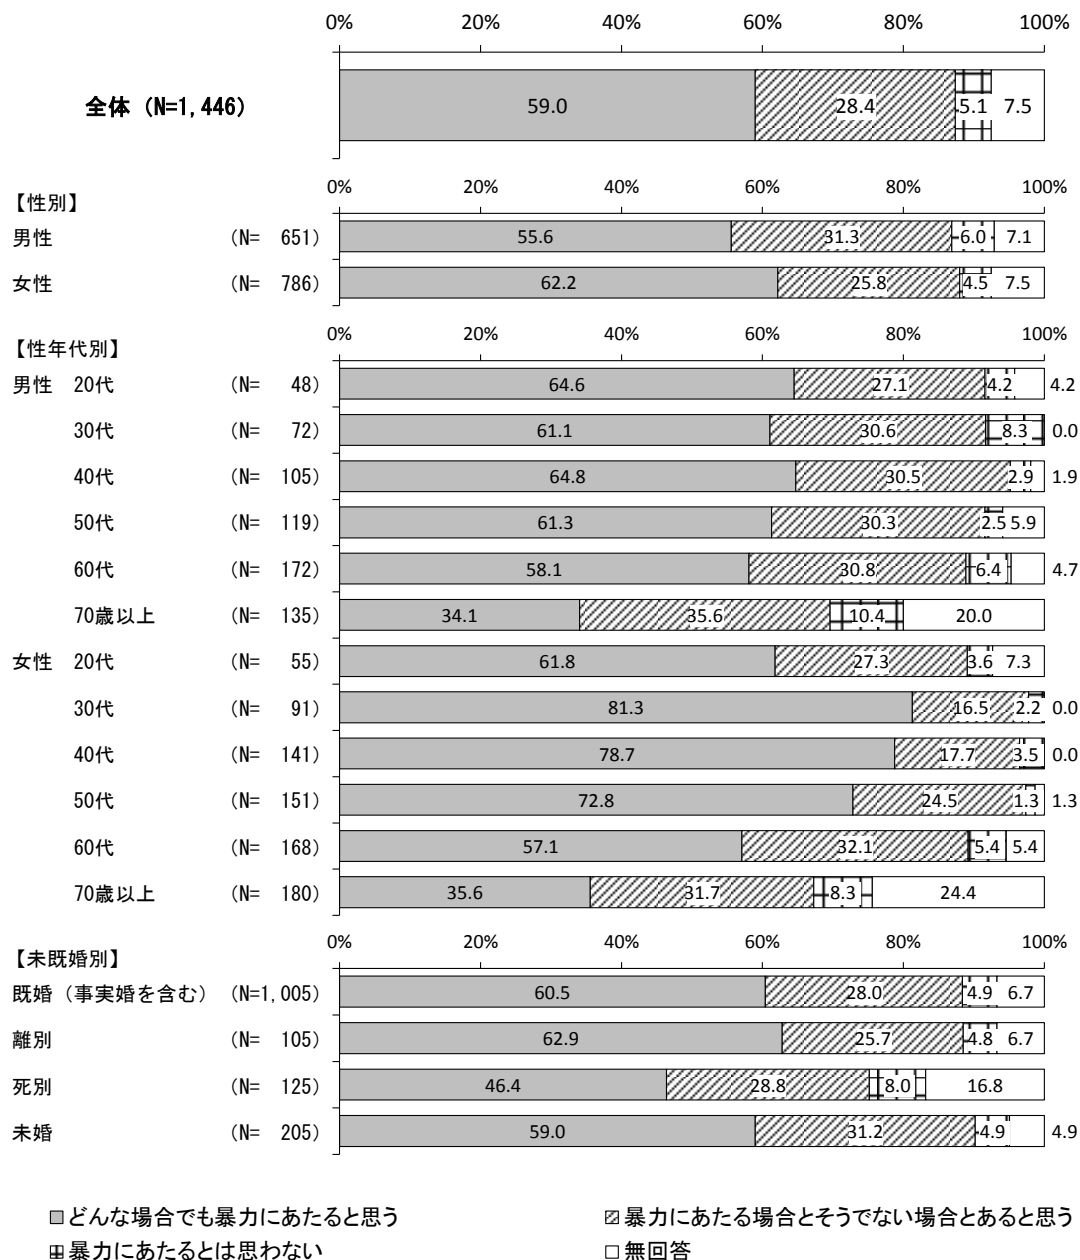 0% 20% 40% 60% 80% 100%
全体 (N=1,446) 59.0 28.4 5.1 7.5
【性別】 0% 20% 40% 60% 80% 100%
男性 (N= 651) 55.6 31.3 6.0 7.1
女性 (N= 786) 62.2 25.8 4.5 7.5
【性年代別】 0% 20% 40% 60% 80% 100%
男性 20代 (N= 48) 64.6 27.1 4.2 4.2
30代 (N= 72) 61.1 30.6 8.3 0.0
40代 (N= 105) 64.8 30.5 2.9 1.9
50代 (N= 119) 61.3 30.3 2.5 5.9
60代 (N= 172) 58.1 30.8 6.4 4.7
70歳以上 (N= 135) 34.1 35.6 10.4 20.0
女性 20代 (N= 55) 61.8 27.3 3.6 7.3
30代 (N= 91) 81.3 16.5 2.2 0.0
40代 (N= 141) 78.7 17.7 3.5 0.0
50代 (N= 151) 72.8 24.5 1.3 1.3
60代 (N= 168) 57.1 32.1 5.4 5.4
70歳以上 (N= 180) 35.6 31.7 8.3 24.4
【未既婚別】 0% 20% 40% 60% 80% 100%
既婚（事実婚を含む） (N=1,005) 60.5 28.0 4.9 6.7
離別 (N= 105) 62.9 25.7 4.8 6.7
死別 (N= 125) 46.4 28.8 8.0 16.8
未婚 (N= 205) 59.0 31.2 4.9 4.9
どんな場合でも暴力にあたると思う 暴力にあたる場合とそうでない場合とあると思う
暴力にあたるとは思わない 無回答